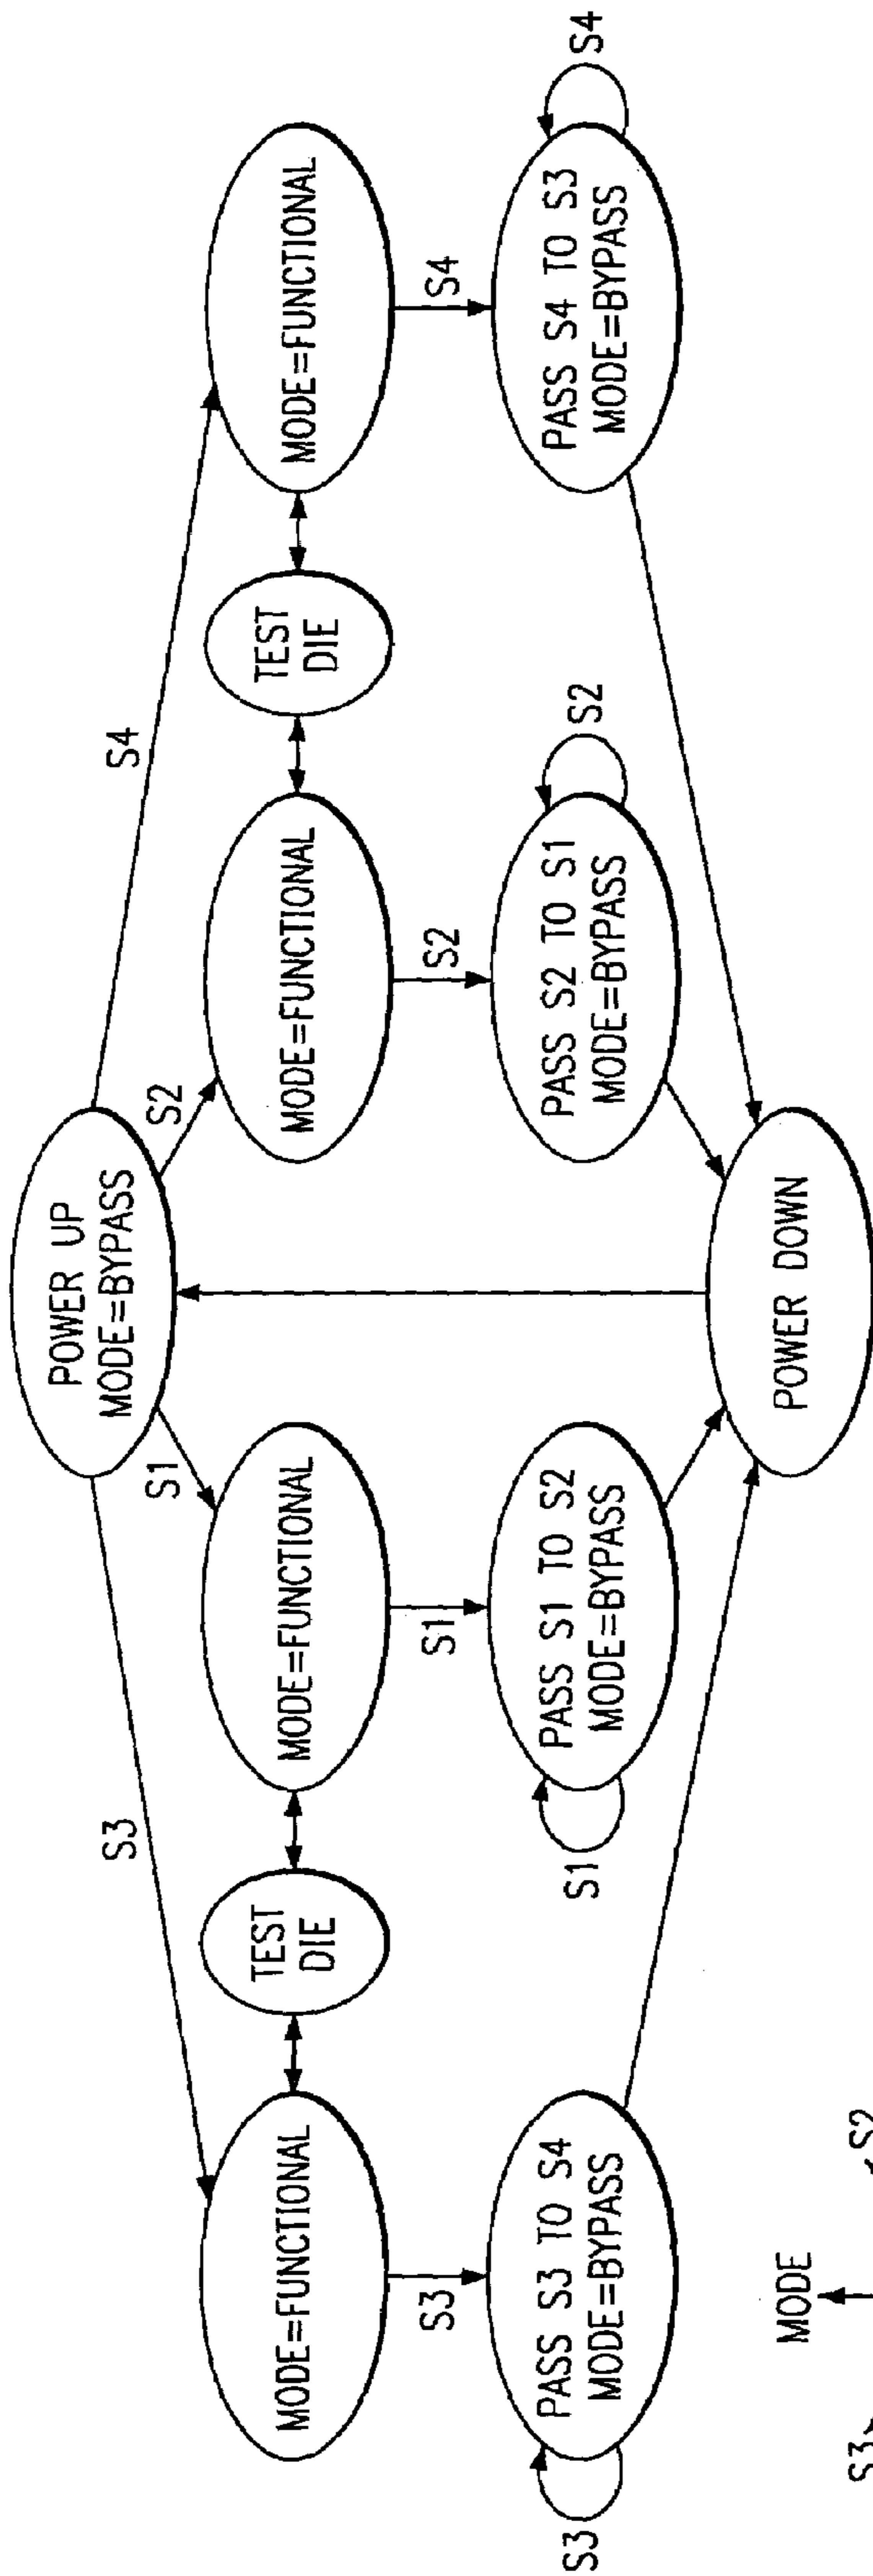 POWER UP
MODE=BYPASS
S3
S1
S2
S4
MODE=FUNCTIONAL
TEST
DIE
MODE=FUNCTIONAL
MODE=FUNCTIONAL
TEST
DIE
MODE=FUNCTIONAL
S3
S1
S2
S4
S3
PASS S3 TO S4
MODE=BYPASS
S1
PASS S1 TO S2
MODE=BYPASS
PASS S2 TO S1
MODE=BYPASS
S2
PASS S4 TO S3
MODE=BYPASS
S4
POWER DOWN
MODE
S3
S2